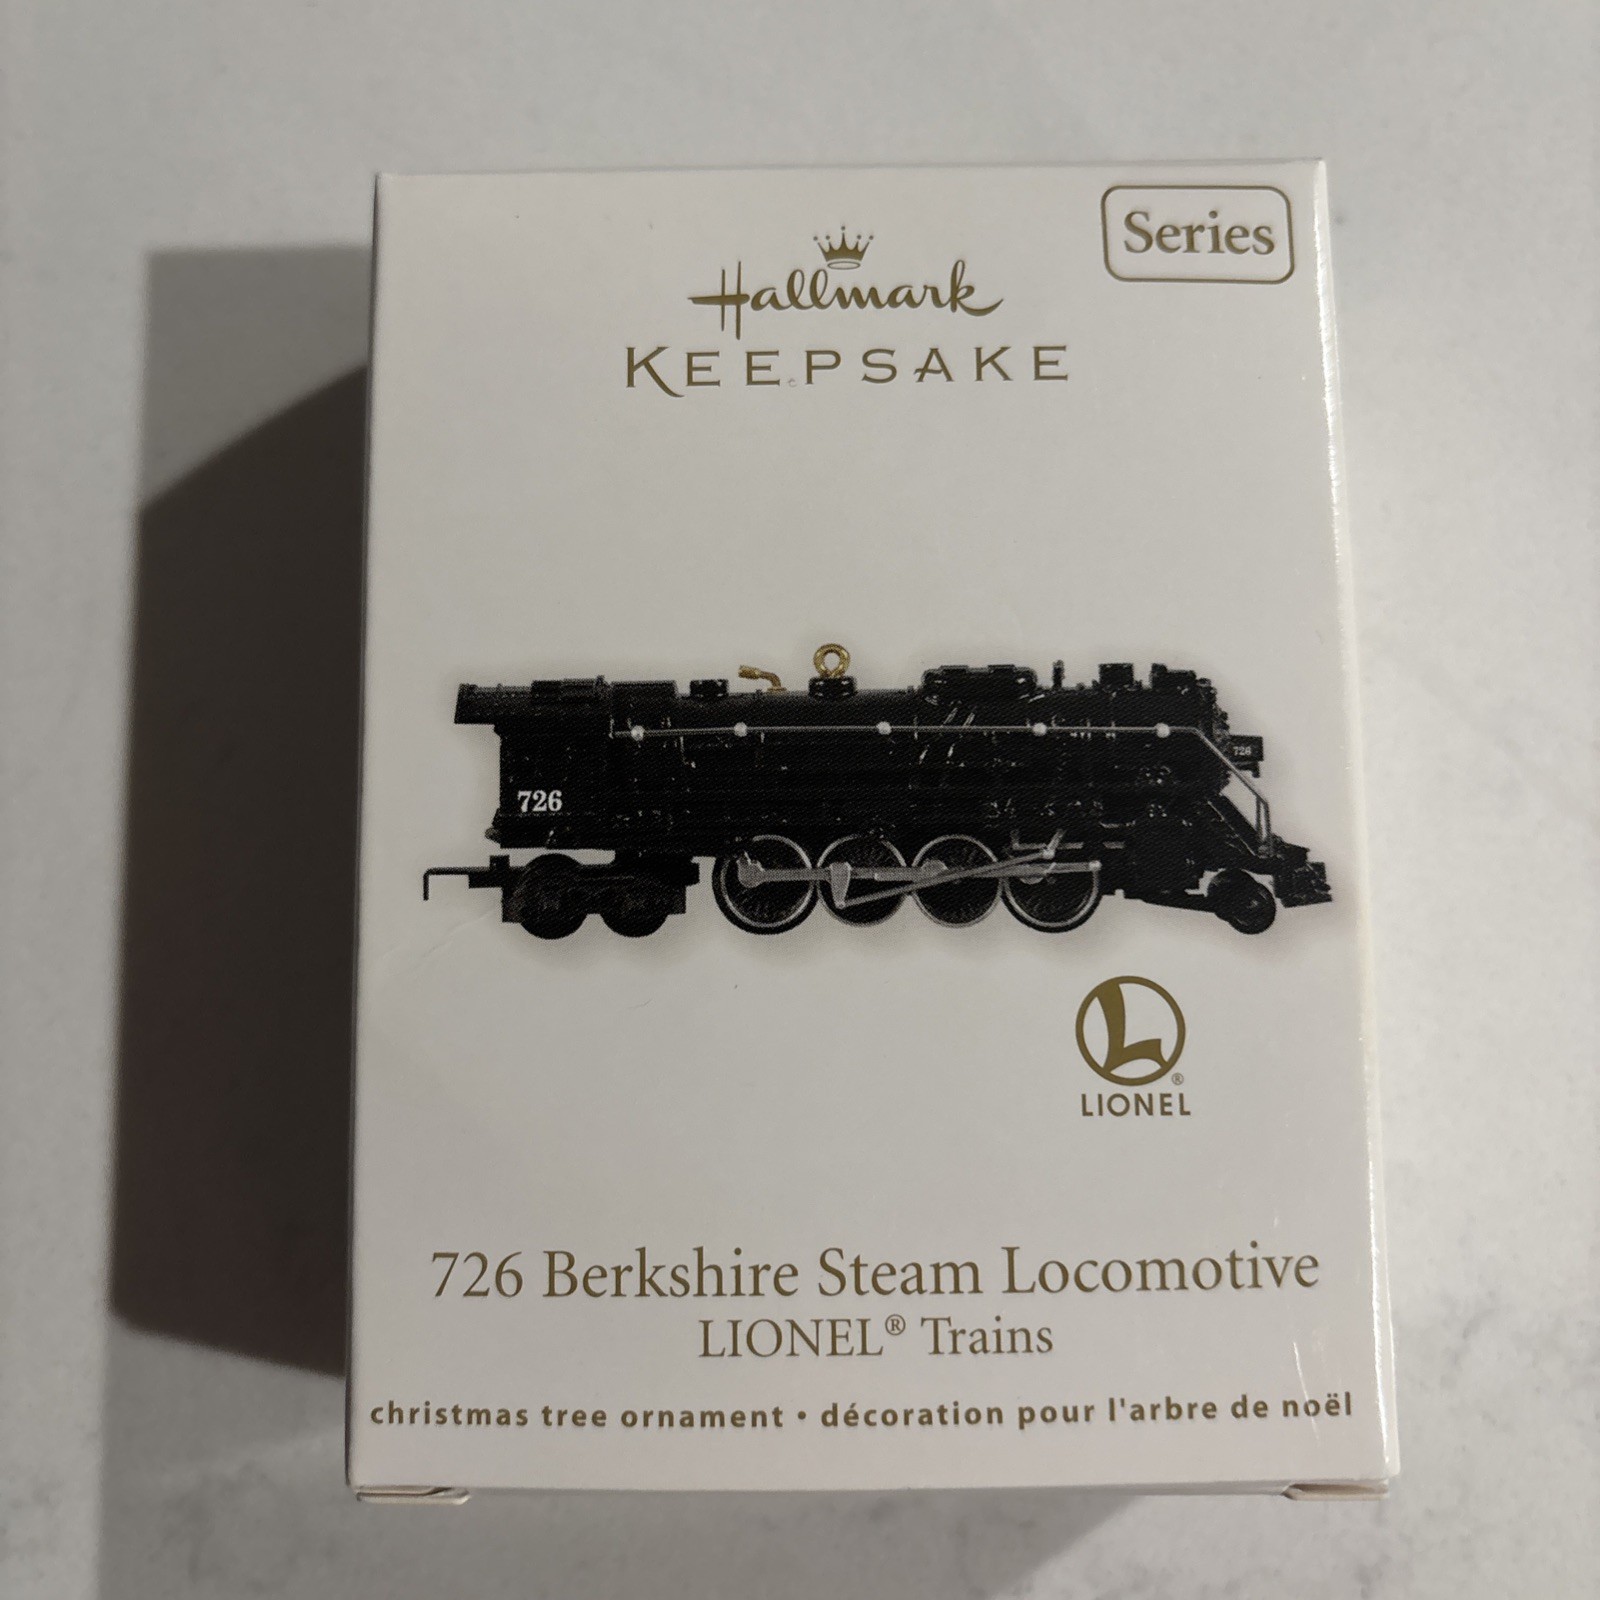 Series
Hallmark
KEEPSAKE
726
726
L
®
LIONEL
726 Berkshire Steam Locomotive
LIONEL® Trains
christmas tree ornament • décoration pour l'arbre de noël